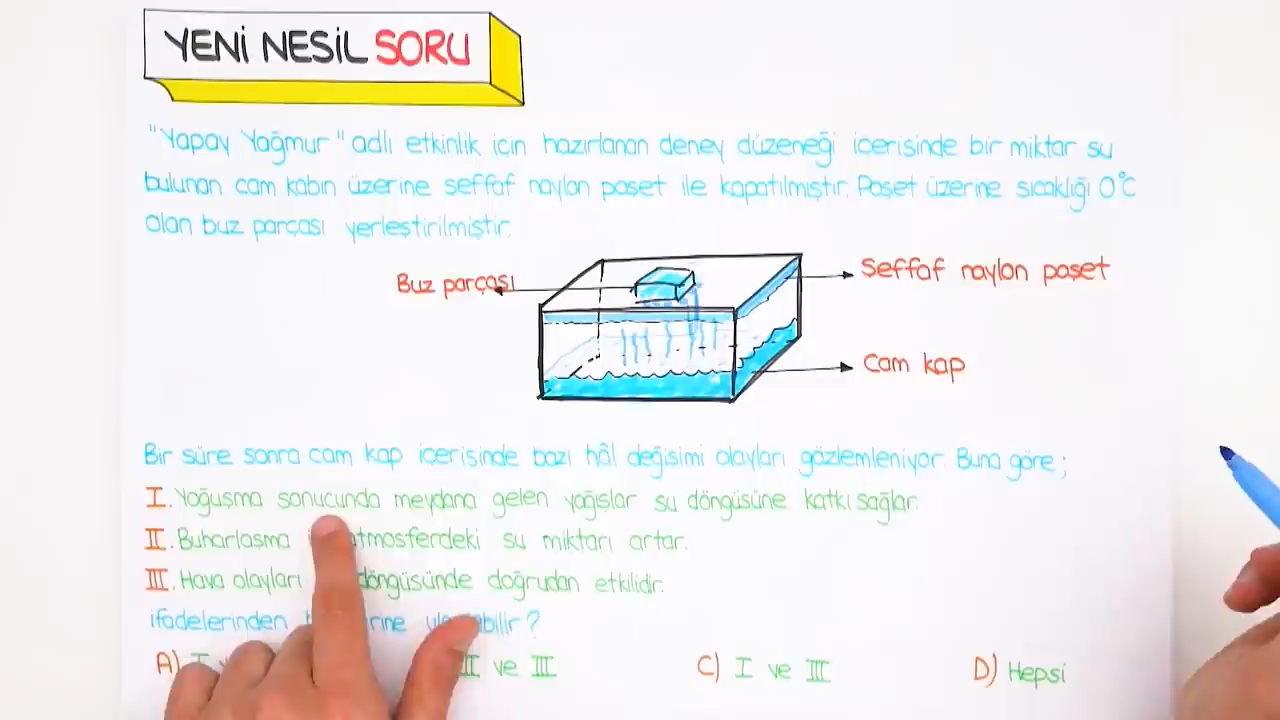 YENİ NESİL SORU
"Yapay Yağmur" adlı etkinlik için hazırlanan deney düzeneği içerisinde bir miktar su
bulunan cam kabın üzerine şeffaf naylon poşet ile kapatılmıştır. Poşet üzerine sıcaklığı 0°C
olan buz parçası yerleştirilmiştir.
Buz parçası
Şeffaf naylon poşet
Cam kap
Bir süre sonra cam kap içerisinde bazı hâl değişimi olayları gözlemleniyor. Buna göre;
I. Yoğuşma sonucunda meydana gelen yağışlar su döngüsüne katkı sağlar.
II. Buharlaşma atmosferdeki su miktarı artar.
III. Hava olayları döngüsünde doğrudan etkilidir.
ifadelerinden
A) I II ve III C) I ve III D) Hepsi